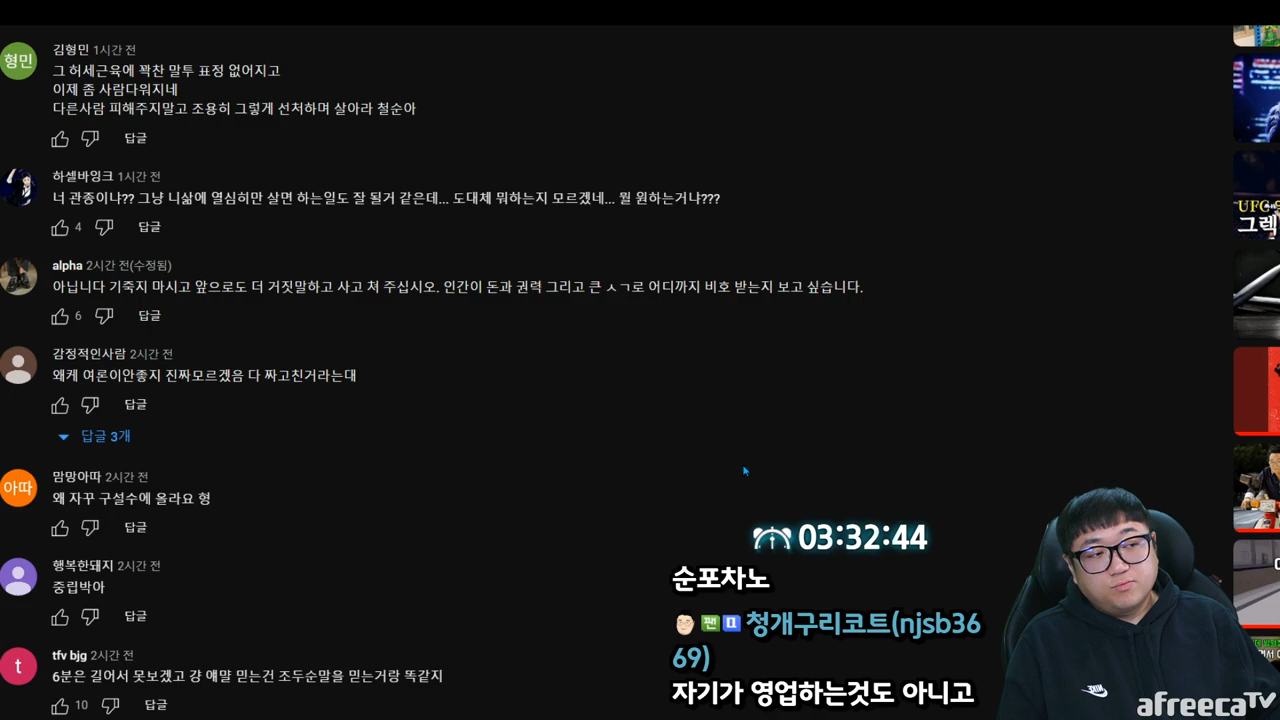 형민
김형민 1시간 전
그 허세근육에 꽉찬 말투 표정 없어지고
이제 좀 사람다워지네
다른사람 피해주지말고 조용히 그렇게 선처하며 살아라 철순아
답글
하셀바잉크 1시간 전
너 관종이냐?? 그냥 니삶에 열심히만 살면 하는일도 잘 될거 같은데... 도대체 뭐하는지 모르겠네... 뭘 원하는거냐???
4 답글
alpha 2시간 전(수정됨)
아닙니다 기죽지 마시고 앞으로도 더 거짓말하고 사고 쳐 주십시오. 인간이 돈과 권력 그리고 큰 ㅅㄱ로 어디까지 비호 받는지 보고 싶습니다.
6 답글
감정적인사람 2시간 전
왜케 여론이안좋지 진짜모르겠음 다 짜고친거라는대
답글
답글 3개
아따
맘망아따 2시간 전
왜 자꾸 구설수에 올라요 형
답글
행복한돼지 2시간 전
중립박아
답글
t
tfv bjg 2시간 전
6분은 길어서 못보겠고 걍 얘말 믿는건 조두순말을 믿는거랑 똑같지
10 답글
UFC
그렉
03:32:44
순포차노
팬 청개구리코트(njsb36
69)
자기가 영업하는것도 아니고
afreecaTV